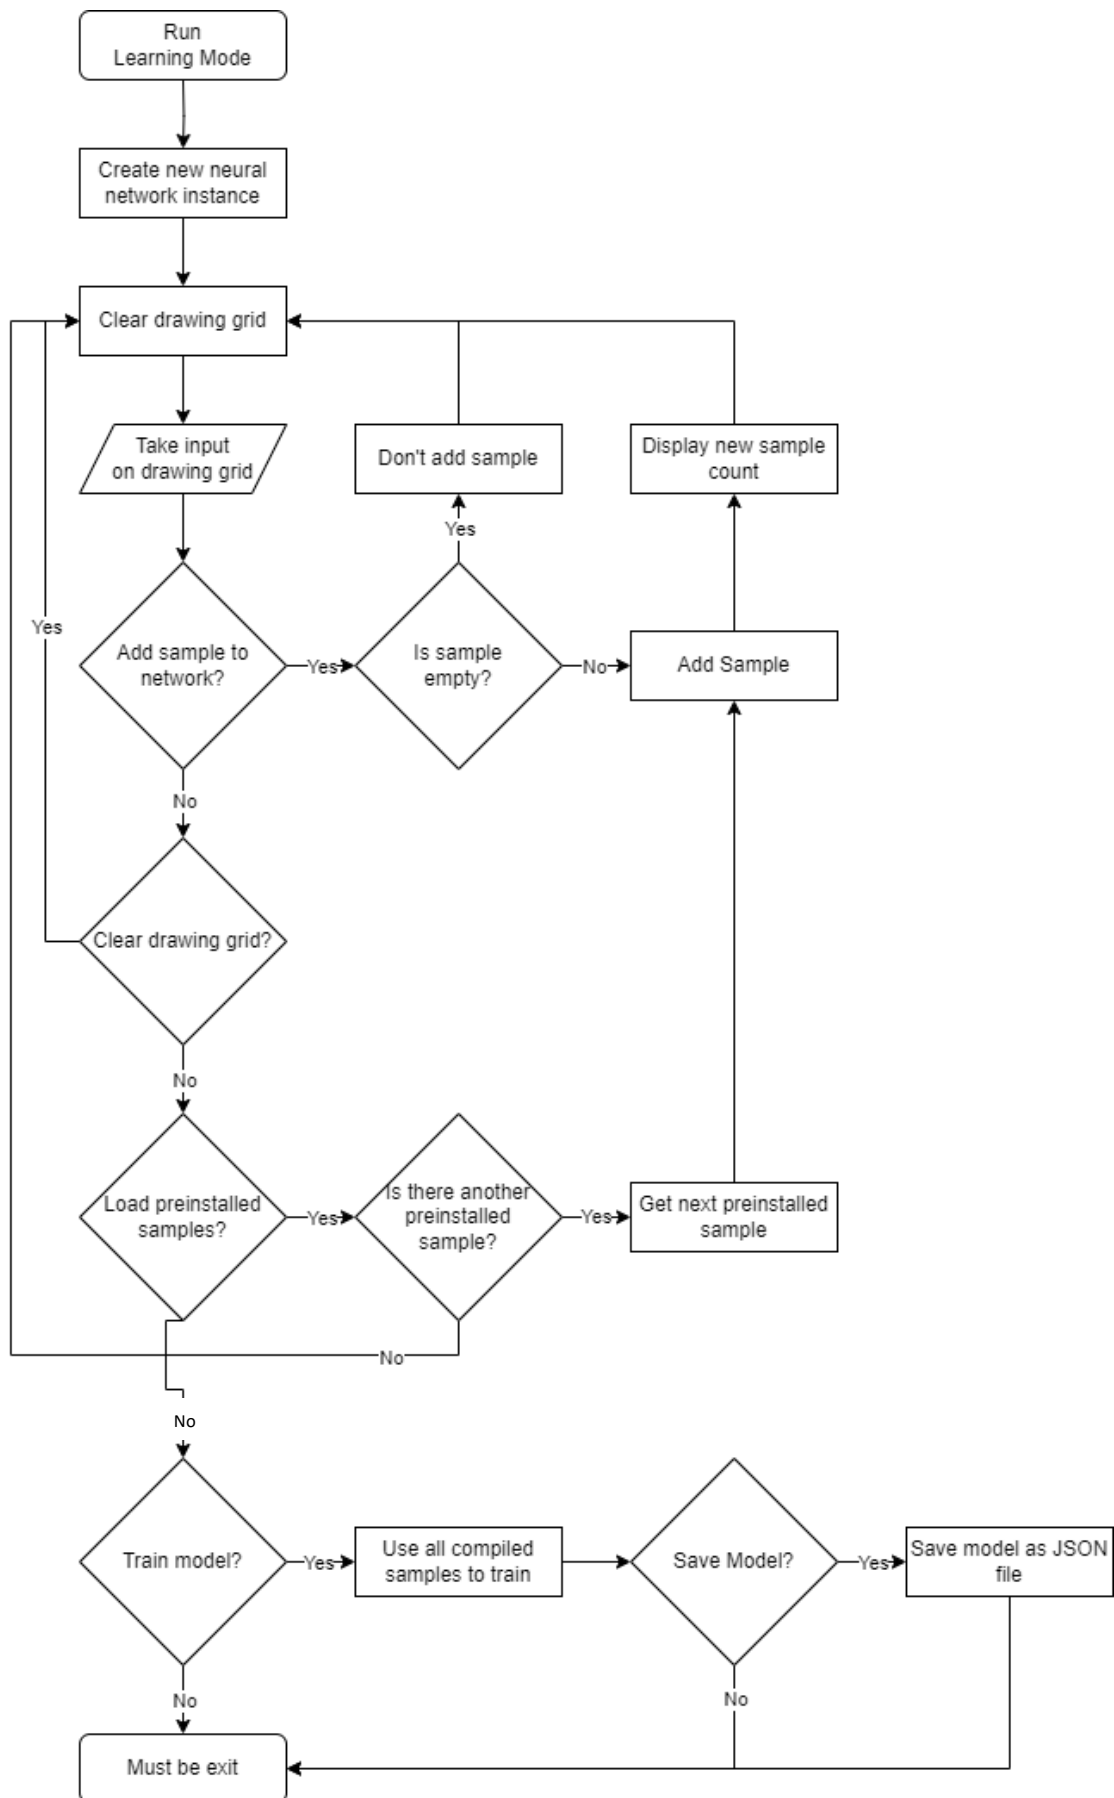 Run
Learning Mode
Create new neural
network instance
Clear drawing grid
Take input
on drawing grid
Don't add sample
Display new sample
count
Yes
Yes
Add sample to
network?
Yes
Is sample
empty?
No
Add Sample
No
Clear drawing grid?
No
Load preinstalled
samples?
Yes
Is there another
preinstalled
sample?
Yes
Get next preinstalled
sample
No
No
Train model?
Yes
Use all compiled
samples to train
Save Model?
Yes
Save model as JSON
file
No
No
Must be exit